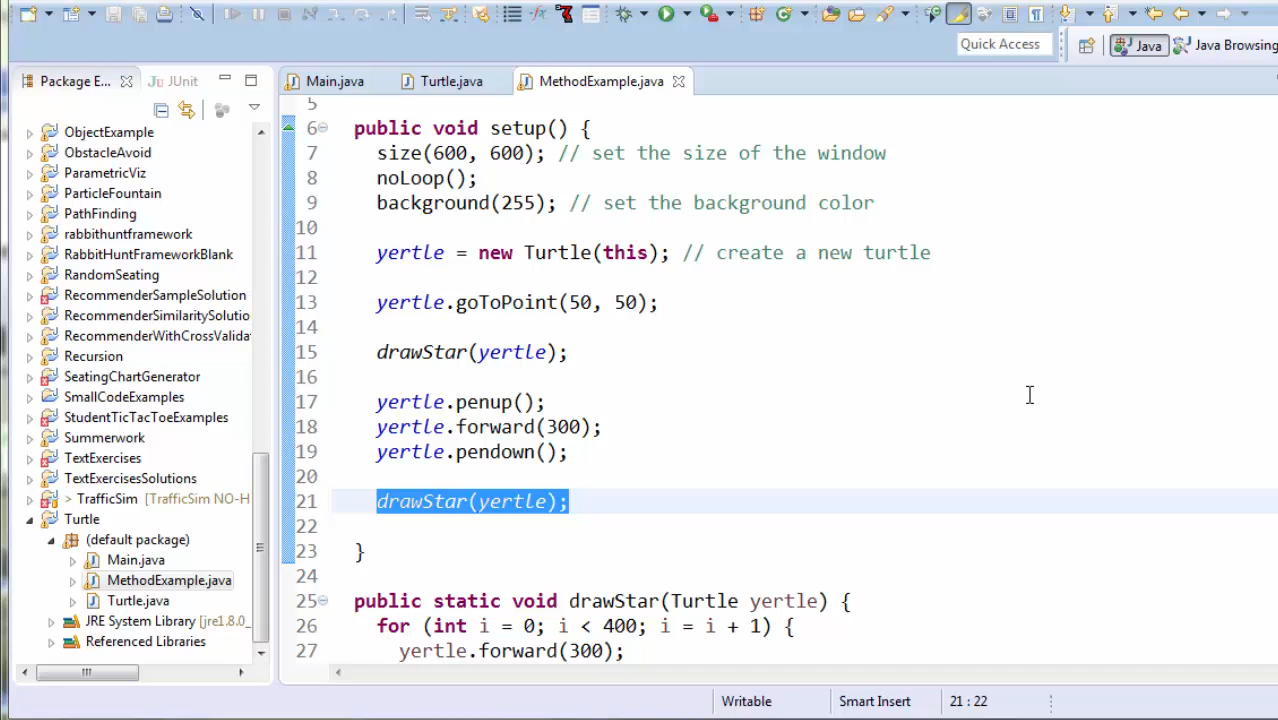 Quick Access
Java
Java Browsing
Package E...
JUnit
Main.java
Turtle.java
MethodExample.java
ObjectExample
ObstacleAvoid
ParametricViz
ParticleFountain
PathFinding
rabbithuntframework
RabbitHuntFrameworkBlank
RandomSeating
RecommenderSampleSolution
RecommenderSimilaritySolutio
RecommenderWithCrossValida
Recursion
SeatingChartGenerator
SmallCodeExamples
StudentTicTacToeExamples
Summerwork
TextExercises
TextExercisesSolutions
> TrafficSim [TrafficSim NO-H
Turtle
(default package)
Main.java
MethodExample.java
Turtle.java
JRE System Library [jre1.8.0_
Referenced Libraries
5
6 public void setup() {
7 size(600, 600); // set the size of the window
8 noLoop();
9 background(255); // set the background color
10
11 yertle = new Turtle(this); // create a new turtle
12
13 yertle.goToPoint(50, 50);
14
15 drawStar(yertle);
16
17 yertle.penup();
18 yertle.forward(300);
19 yertle.pendown();
20
21 drawStar(yertle);
22
23 }
24
25 public static void drawStar(Turtle yertle) {
26 for (int i = 0; i < 400; i = i + 1) {
27 yertle.forward(300);
Writable
Smart Insert
21 : 22